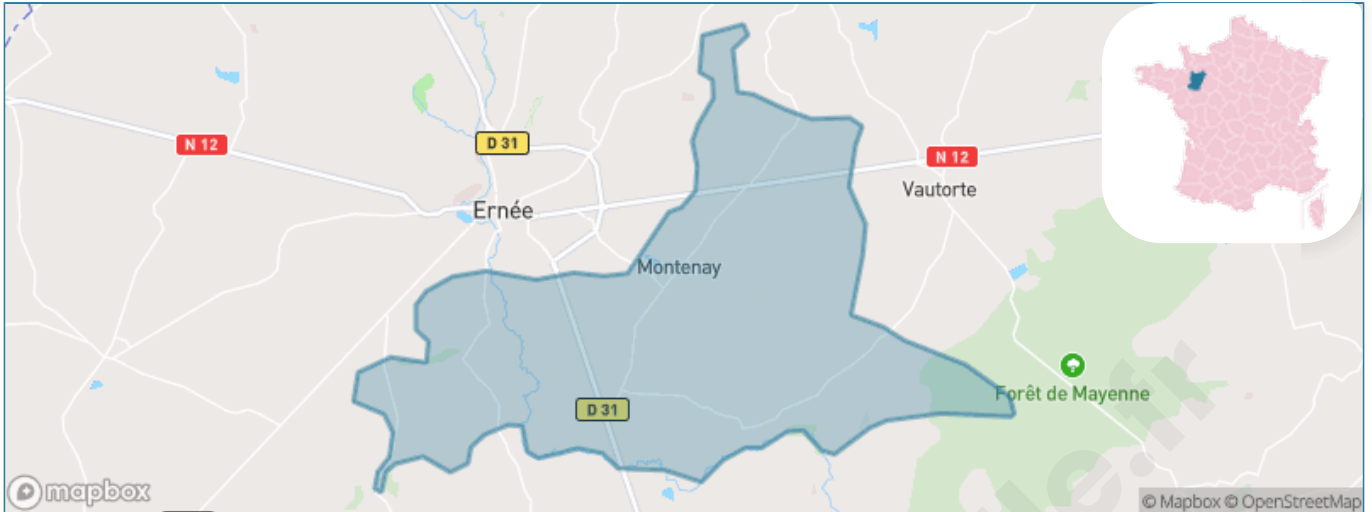 D 31
N 12
N 12
Vautorte
Ernée
Montenay
Forêt de Mayenne
D 31
mapbox
© Mapbox © OpenStreetMap